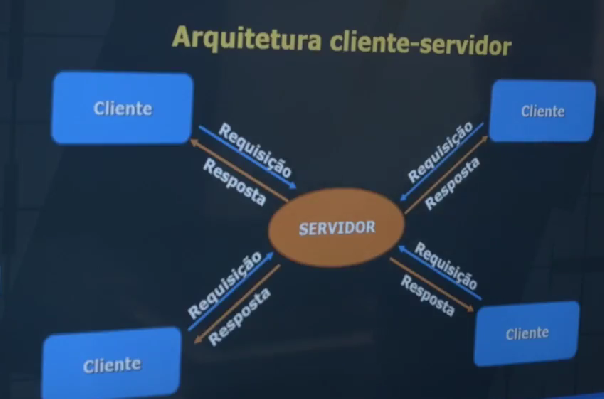 Arquitetura cliente-servidor
Cliente
Cliente
Requisição
Resposta
Requisição
Resposta
SERVIDOR
Requisição
Resposta
Requisição
Resposta
Cliente
Cliente